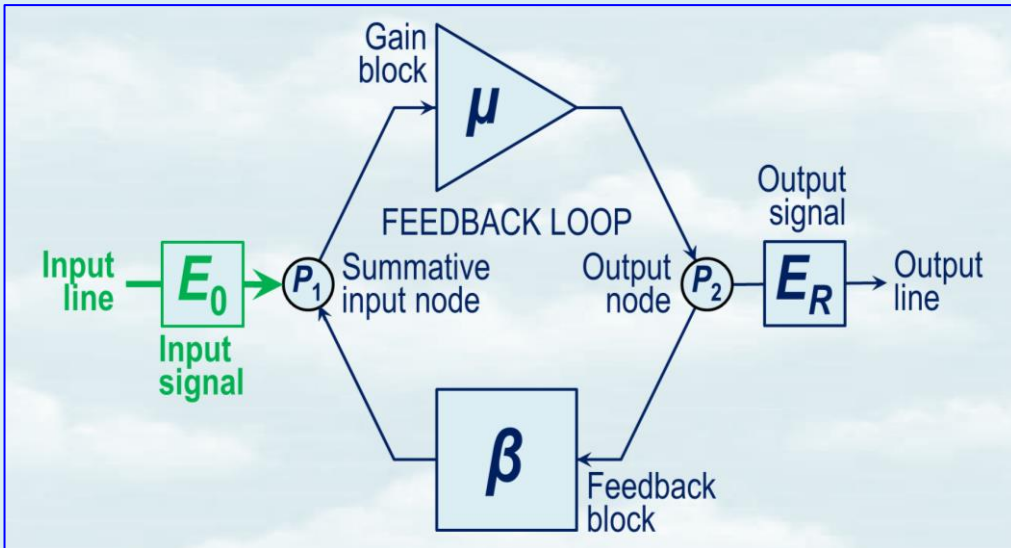 Gain
block
μ
FEEDBACK LOOP
Input
line
E0
Input
signal
P1
Summative
input node
Output
node
P2
Output
signal
ER
Output
line
β
Feedback
block